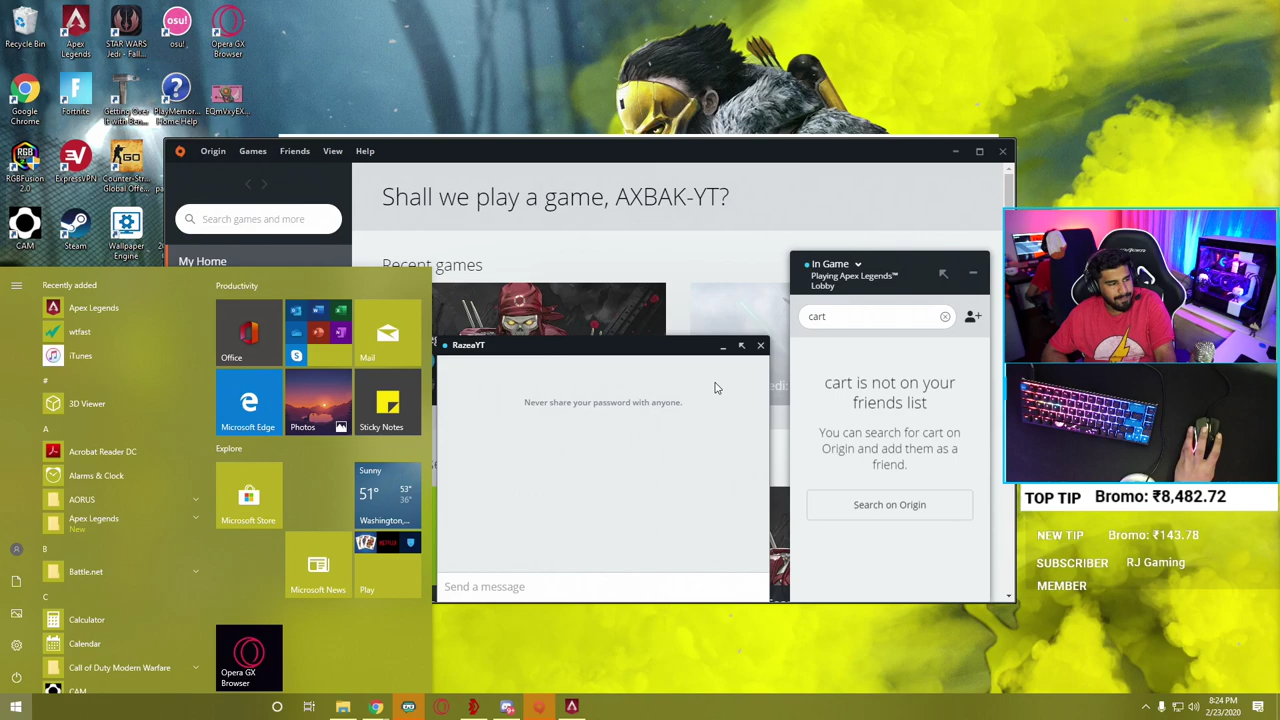 Recycle Bin
Apex
Legends
STAR WARS
Jedi - Fall...
osu!
osu!
Opera GX
Browser
Google
Chrome
Fortnite
Getting Over
It with Ben...
PlayMemor...
Home Help
EQmVxyEX...
RGBFusion
2.0
ExpressVPN
Counter-Str...
Global Offe...
CAM
Steam
Wallpaper
Engine
Origin
Games
Friends
View
Help
Search games and more
My Home
Shall we play a game, AXBAK-YT?
Recent games
In Game
Playing Apex Legends™
Lobby
cart
cart is not on your
friends list
You can search for cart on
Origin and add them as a
friend.
Search on Origin
RazeaYT
Never share your password with anyone.
Send a message
Recently added
Apex Legends
wtfast
iTunes
#
3D Viewer
A
Acrobat Reader DC
Alarms & Clock
AORUS
Apex Legends
New
B
Battle.net
C
Calculator
Calendar
Call of Duty Modern Warfare
CAM
Productivity
Office
Mail
Microsoft Edge
Photos
Sticky Notes
Explore
Microsoft Store
Sunny
51°
53°
36°
Washington,...
Microsoft News
Play
Opera GX
Browser
TOP TIP
Bromo: ₹8,482.72
NEW TIP
Bromo: ₹143.78
SUBSCRIBER
RJ Gaming
MEMBER
8:24 PM
2/23/2020